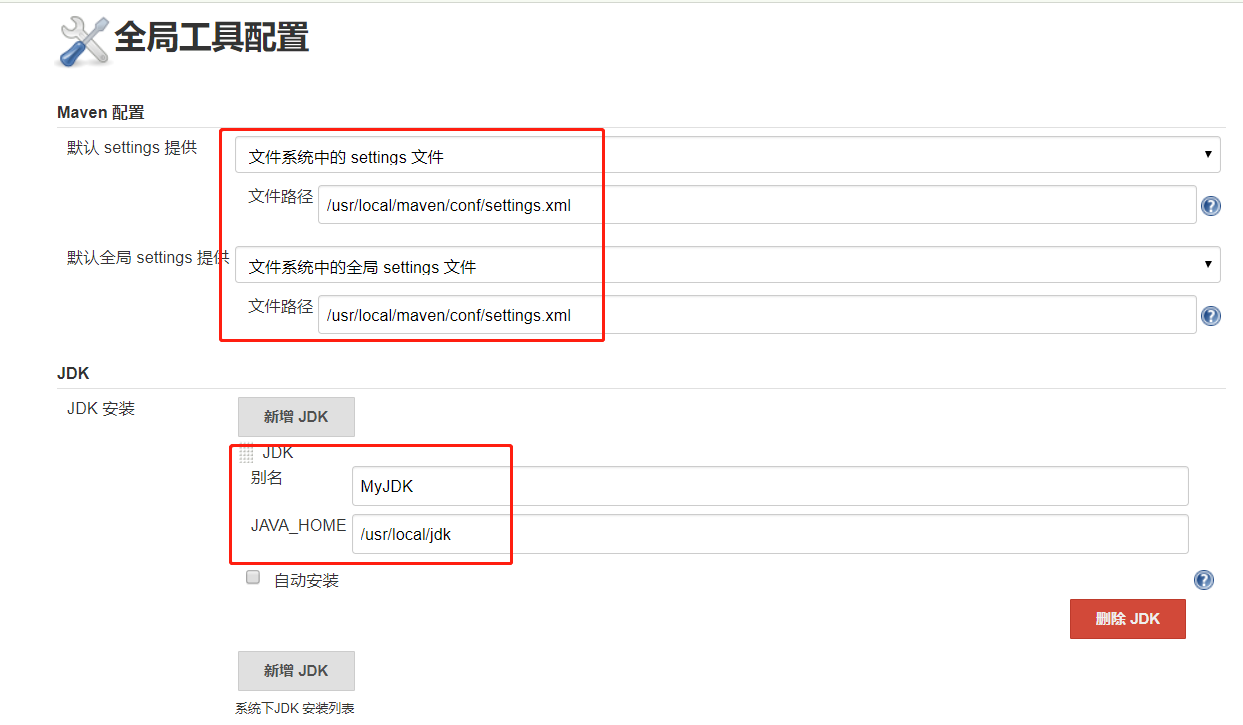 全局工具配置
Maven 配置
默认 settings 提供
文件系统中的 settings 文件
文件路径
/usr/local/maven/conf/settings.xml
默认全局 settings 提供
文件系统中的全局 settings 文件
文件路径
/usr/local/maven/conf/settings.xml
JDK
JDK 安装
新增 JDK
JDK
别名
MyJDK
JAVA_HOME
/usr/local/jdk
自动安装
删除 JDK
新增 JDK
系统下JDK 安装列表